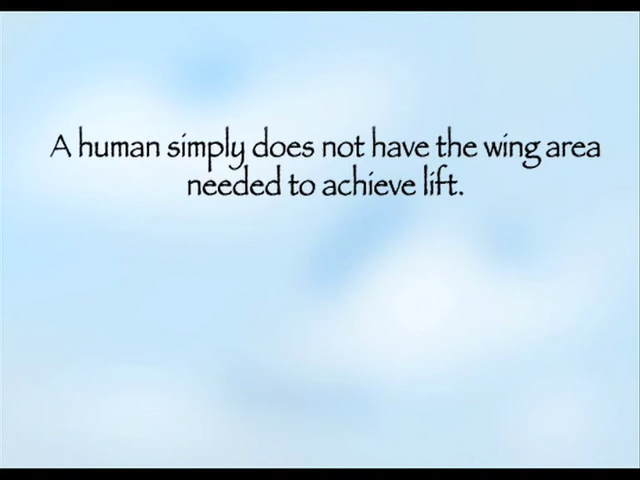 A human simply does not have the wing area
needed to achieve lift.